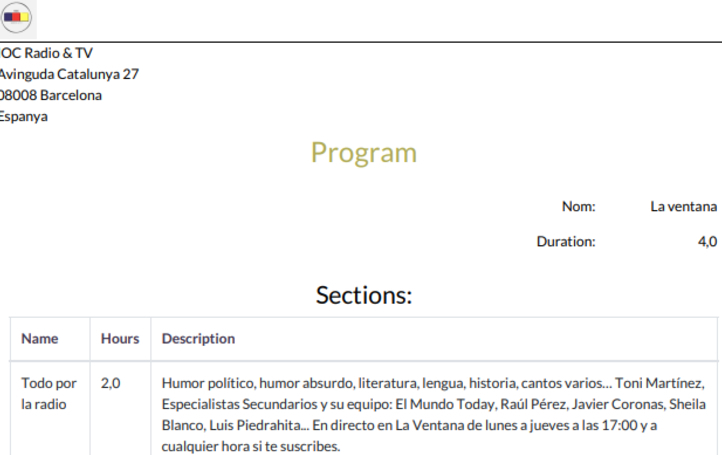 IOC Radio & TV
Avinguda Catalunya 27
08008 Barcelona
Espanya
Program
Nom: La ventana
Duration: 4,0
Sections:
Name Hours Description
Todo por 2,0 Humor político, humor absurdo, literatura, lengua, historia, cantos varios... Toni Martínez,
la radio Especialistas Secundarios y su equipo: El Mundo Today, Raúl Pérez, Javier Coronas, Sheila
Blanco, Luis Piedrahita... En directo en La Ventana de lunes a jueves a las 17:00 y a
cualquier hora si te suscribes.